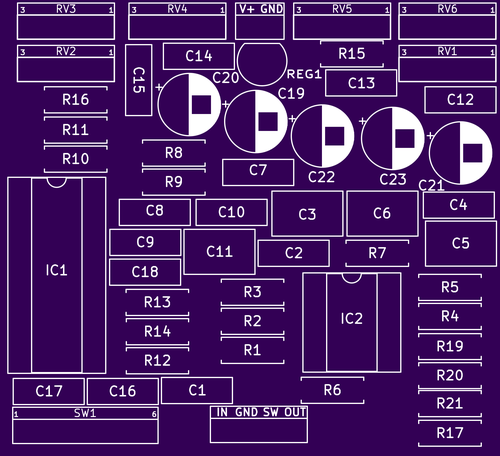 3 RV3 1
3 RV4 1
V+ GND
3 RV5 1
3 RV6 1
3 RV2 1
C14
R15
3 RV1 1
C15
C20
REG1
C13
+
C19
C12
R16
+
+
+
R11
+
R8
R10
C7
C22
C23
C21
R9
C8
C10
C3
C6
C4
C9
C11
C2
R7
C5
IC1
C18
R3
R5
R13
R2
IC2
R4
R14
R1
R19
R12
R20
C17
C16
C1
R6
R21
1 SW1 6
IN GND SW OUT
R17